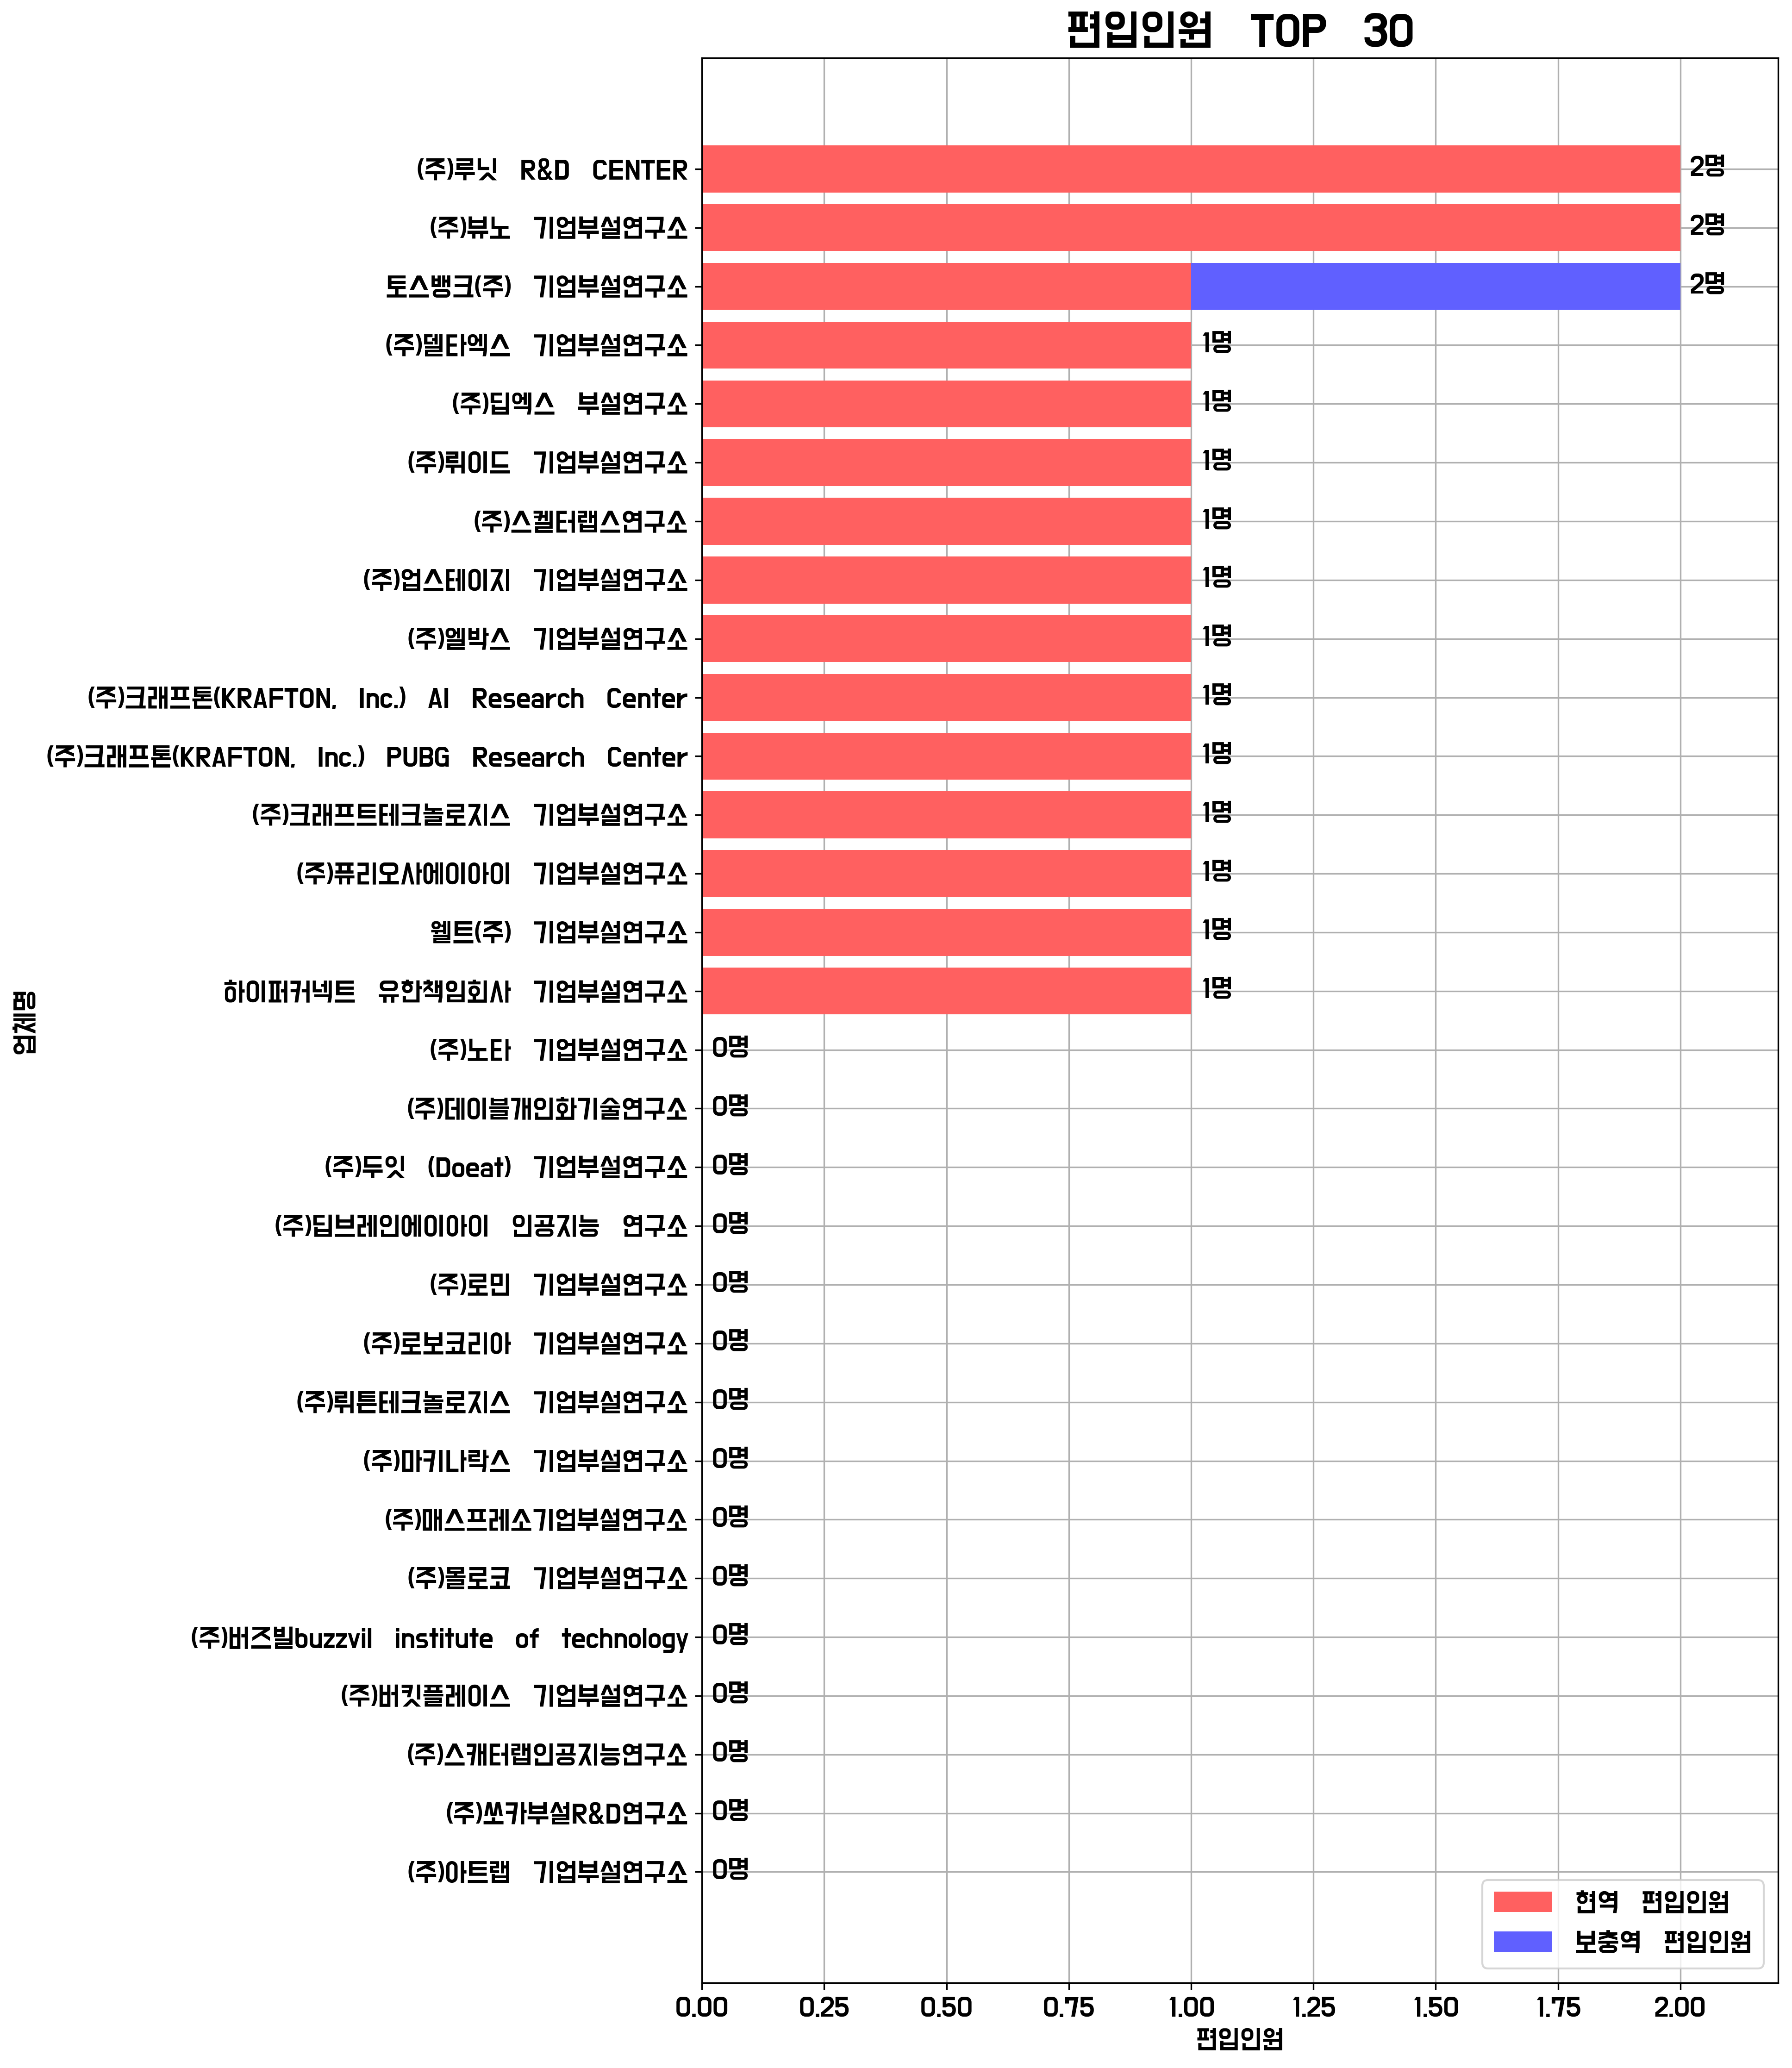 편입인원 TOP 30
(주)루닛 R&D CENTER 2명
(주)뷰노 기업부설연구소 2명
토스뱅크(주) 기업부설연구소 2명
(주)델타엑스 기업부설연구소 1명
(주)딥엑스 부설연구소 1명
(주)뤼이드 기업부설연구소 1명
(주)스켈터랩스연구소 1명
(주)업스테이지 기업부설연구소 1명
(주)엘박스 기업부설연구소 1명
(주)크래프톤(KRAFTON, Inc.) AI Research Center 1명
(주)크래프톤(KRAFTON, Inc.) PUBG Research Center 1명
(주)크래프트테크놀로지스 기업부설연구소 1명
(주)퓨리오사에이아이 기업부설연구소 1명
웰트(주) 기업부설연구소 1명
하이퍼커넥트 유한책임회사 기업부설연구소 1명
(주)노타 기업부설연구소 0명
(주)데이블개인화기술연구소 0명
(주)두잇 (Doeat) 기업부설연구소 0명
(주)딥브레인에이아이 인공지능 연구소 0명
(주)로민 기업부설연구소 0명
(주)로보코리아 기업부설연구소 0명
(주)뤼튼테크놀로지스 기업부설연구소 0명
(주)마키나락스 기업부설연구소 0명
(주)매스프레소기업부설연구소 0명
(주)몰로코 기업부설연구소 0명
(주)버즈빌buzzvil institute of technology 0명
(주)버킷플레이스 기업부설연구소 0명
(주)스캐터랩인공지능연구소 0명
(주)쏘카부설R&D연구소 0명
(주)아트랩 기업부설연구소 0명
업체명
현역 편입인원
보충역 편입인원
0.00 0.25 0.50 0.75 1.00 1.25 1.50 1.75 2.00
편입인원